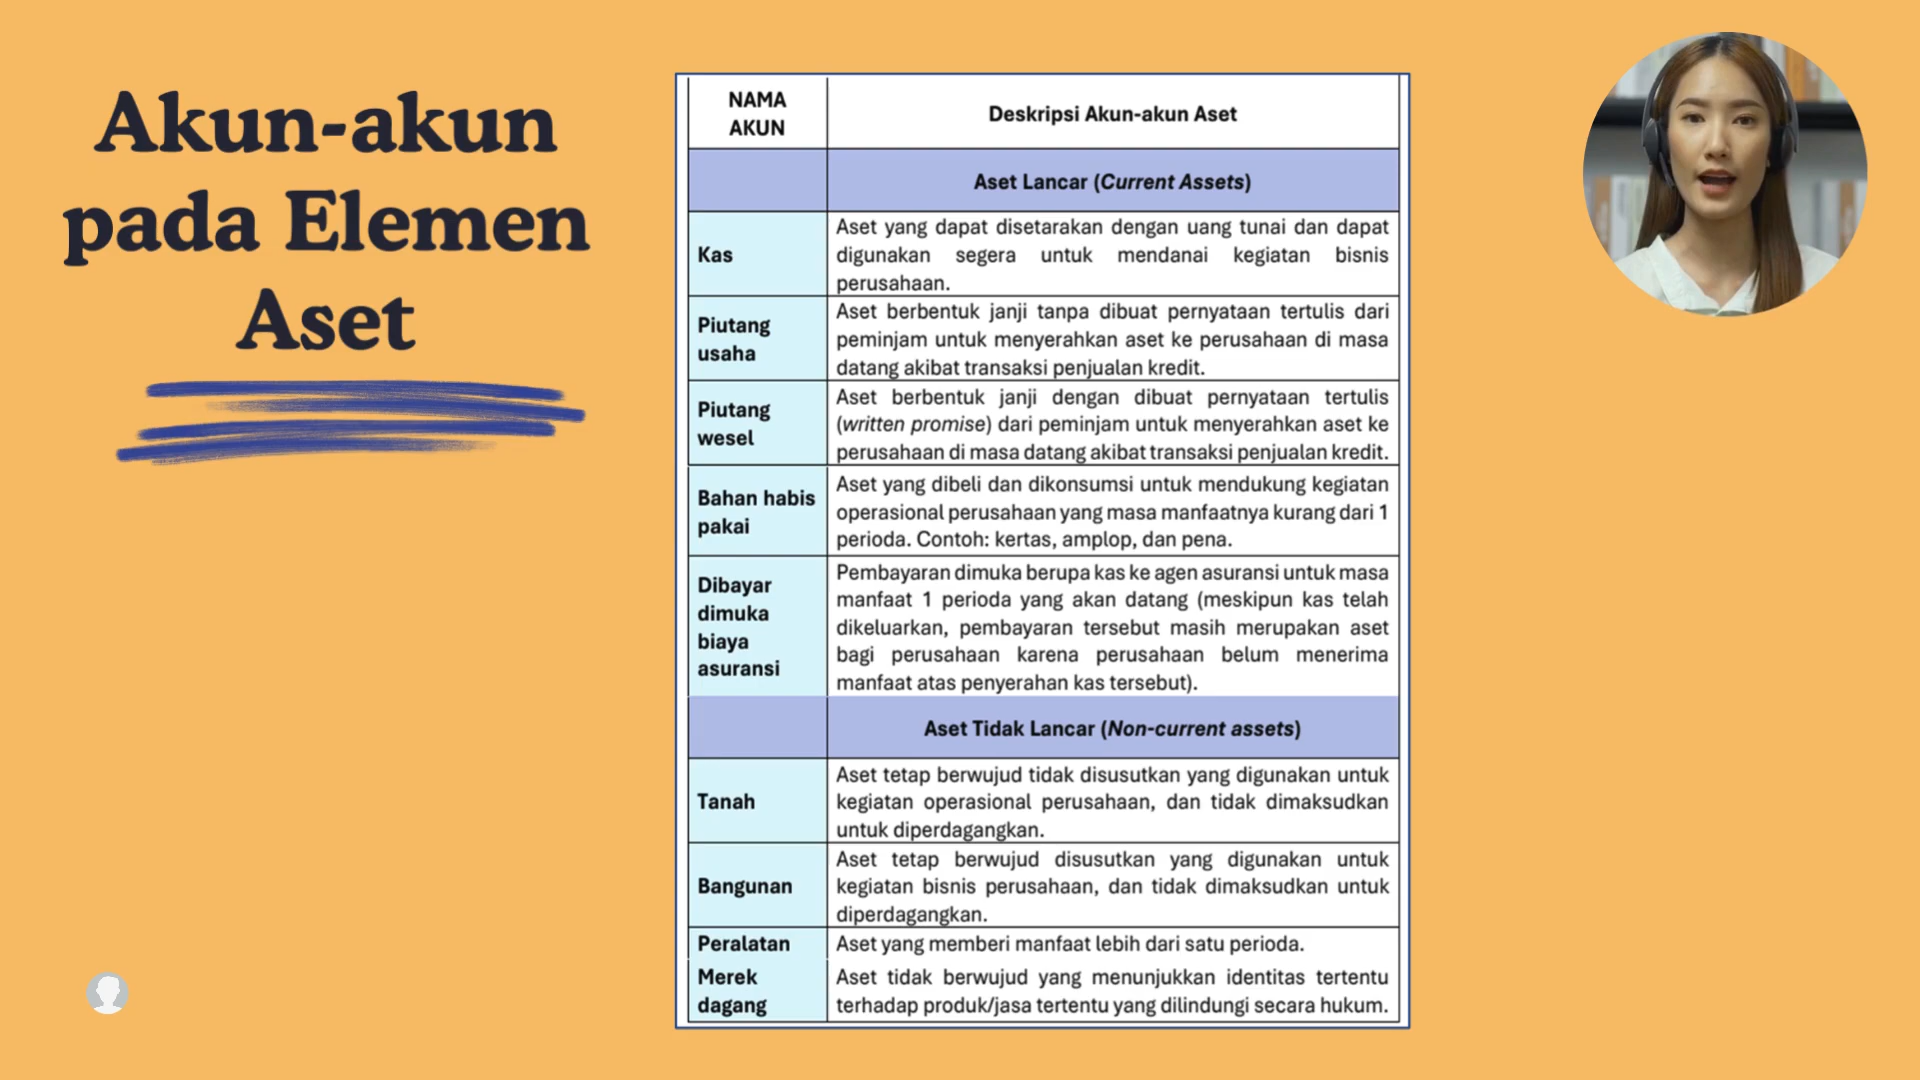 Akun-akun
pada Elemen
Aset
NAMA
AKUN
Deskripsi Akun-akun Aset
Aset Lancar (Current Assets)
Kas
Aset yang dapat disetarakan dengan uang tunai dan dapat
digunakan segera untuk mendanai kegiatan bisnis
perusahaan.
Piutang
usaha
Aset berbentuk janji tanpa dibuat pernyataan tertulis dari
peminjam untuk menyerahkan aset ke perusahaan di masa
datang akibat transaksi penjualan kredit.
Piutang
wesel
Aset berbentuk janji dengan dibuat pernyataan tertulis
(written promise) dari peminjam untuk menyerahkan aset ke
perusahaan di masa datang akibat transaksi penjualan kredit.
Bahan habis
pakai
Aset yang dibeli dan dikonsumsi untuk mendukung kegiatan
operasional perusahaan yang masa manfaatnya kurang dari 1
perioda. Contoh: kertas, amplop, dan pena.
Dibayar
dimuka
biaya
asuransi
Pembayaran dimuka berupa kas ke agen asuransi untuk masa
manfaat 1 perioda yang akan datang (meskipun kas telah
dikeluarkan, pembayaran tersebut masih merupakan aset
bagi perusahaan karena perusahaan belum menerima
manfaat atas penyerahan kas tersebut).
Aset Tidak Lancar (Non-current assets)
Tanah
Aset tetap berwujud tidak disusutkan yang digunakan untuk
kegiatan operasional perusahaan, dan tidak dimaksudkan
untuk diperdagangkan.
Bangunan
Aset tetap berwujud disusutkan yang digunakan untuk
kegiatan bisnis perusahaan, dan tidak dimaksudkan untuk
diperdagangkan.
Peralatan
Aset yang memberi manfaat lebih dari satu perioda.
Merek
dagang
Aset tidak berwujud yang menunjukkan identitas tertentu
terhadap produk/jasa tertentu yang dilindungi secara hukum.